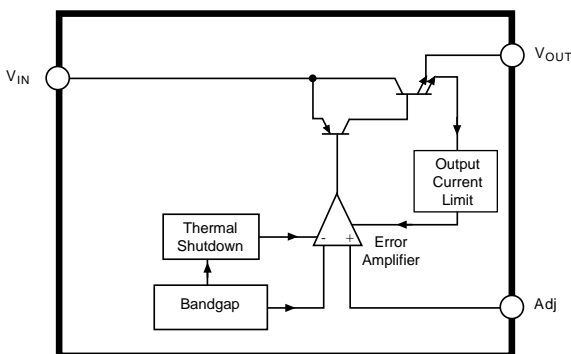 V_IN
V_OUT
Output
Current
Limit
Thermal
Shutdown
- +
Error
Amplifier
Bandgap
Adj